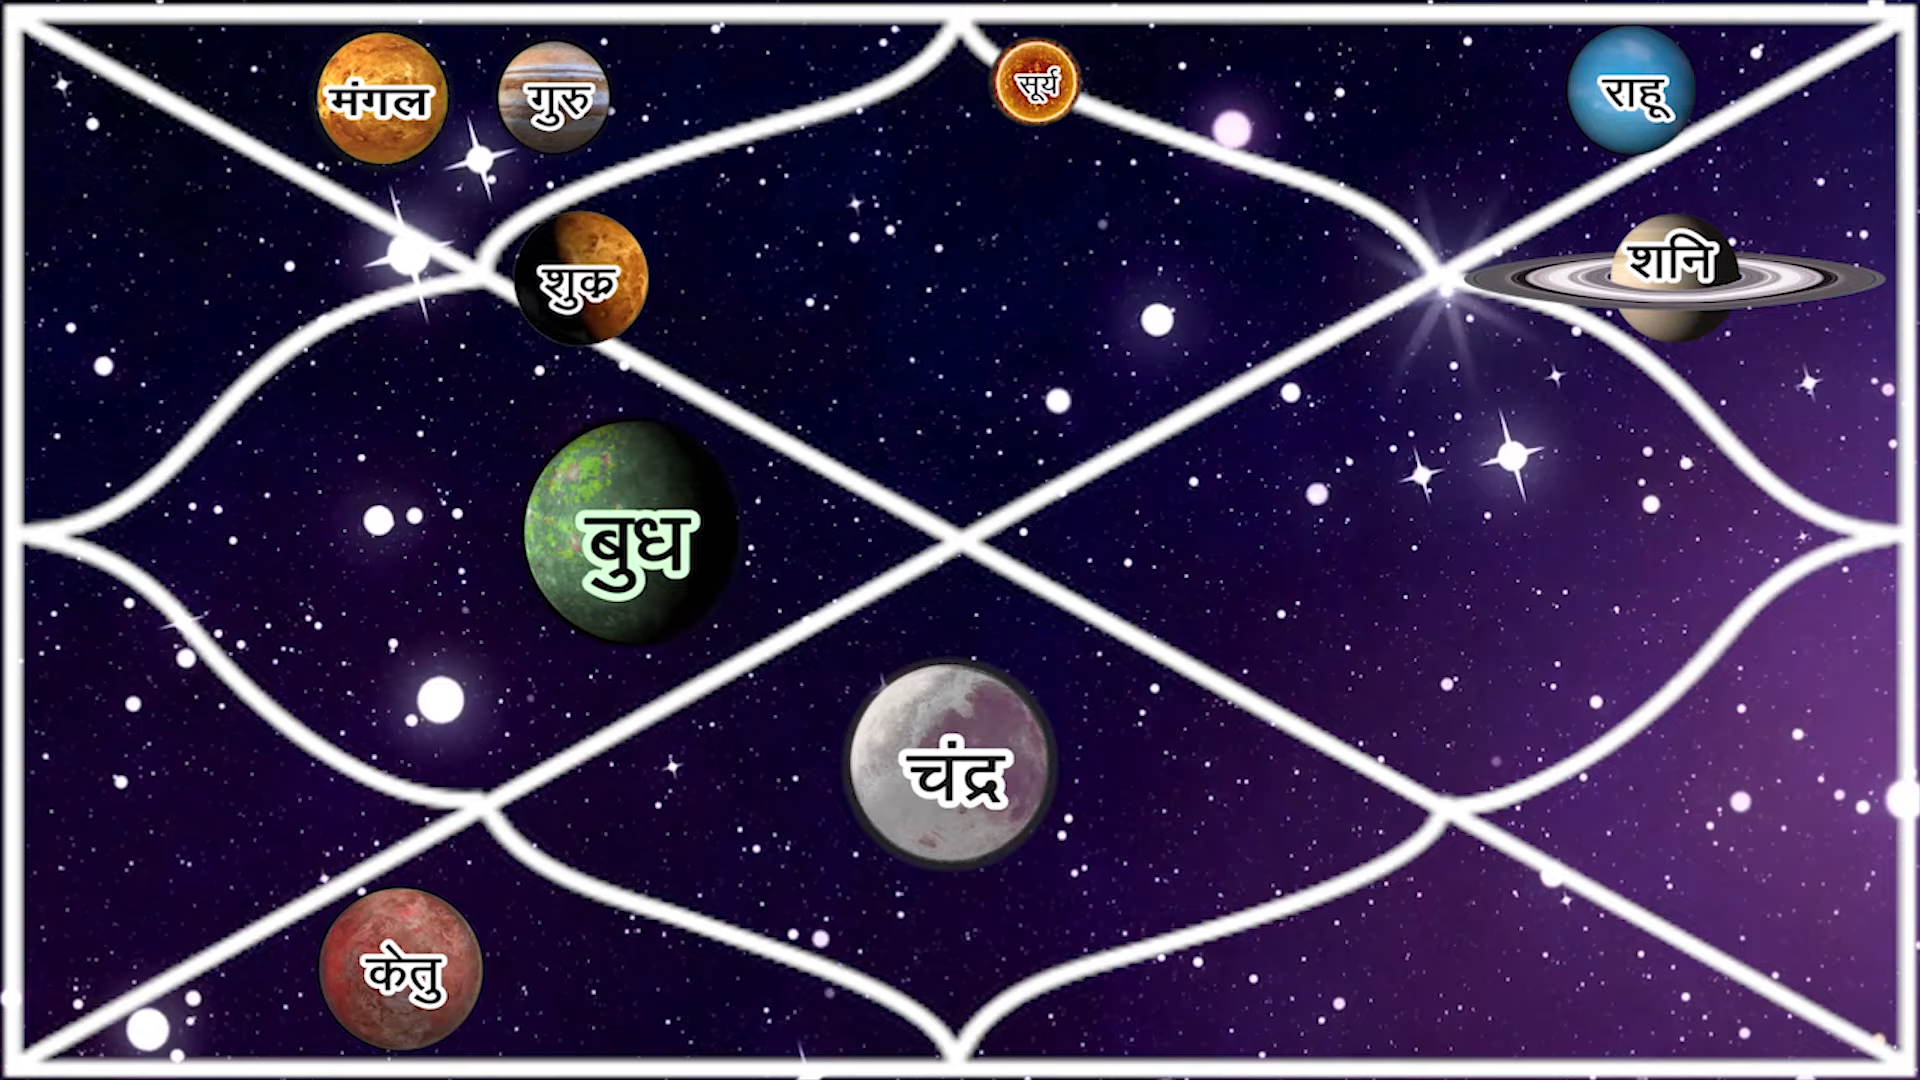 मंगल
गुरु
सूर्य
राहू
शुक्र
शनि
बुध
चंद्र
केतु